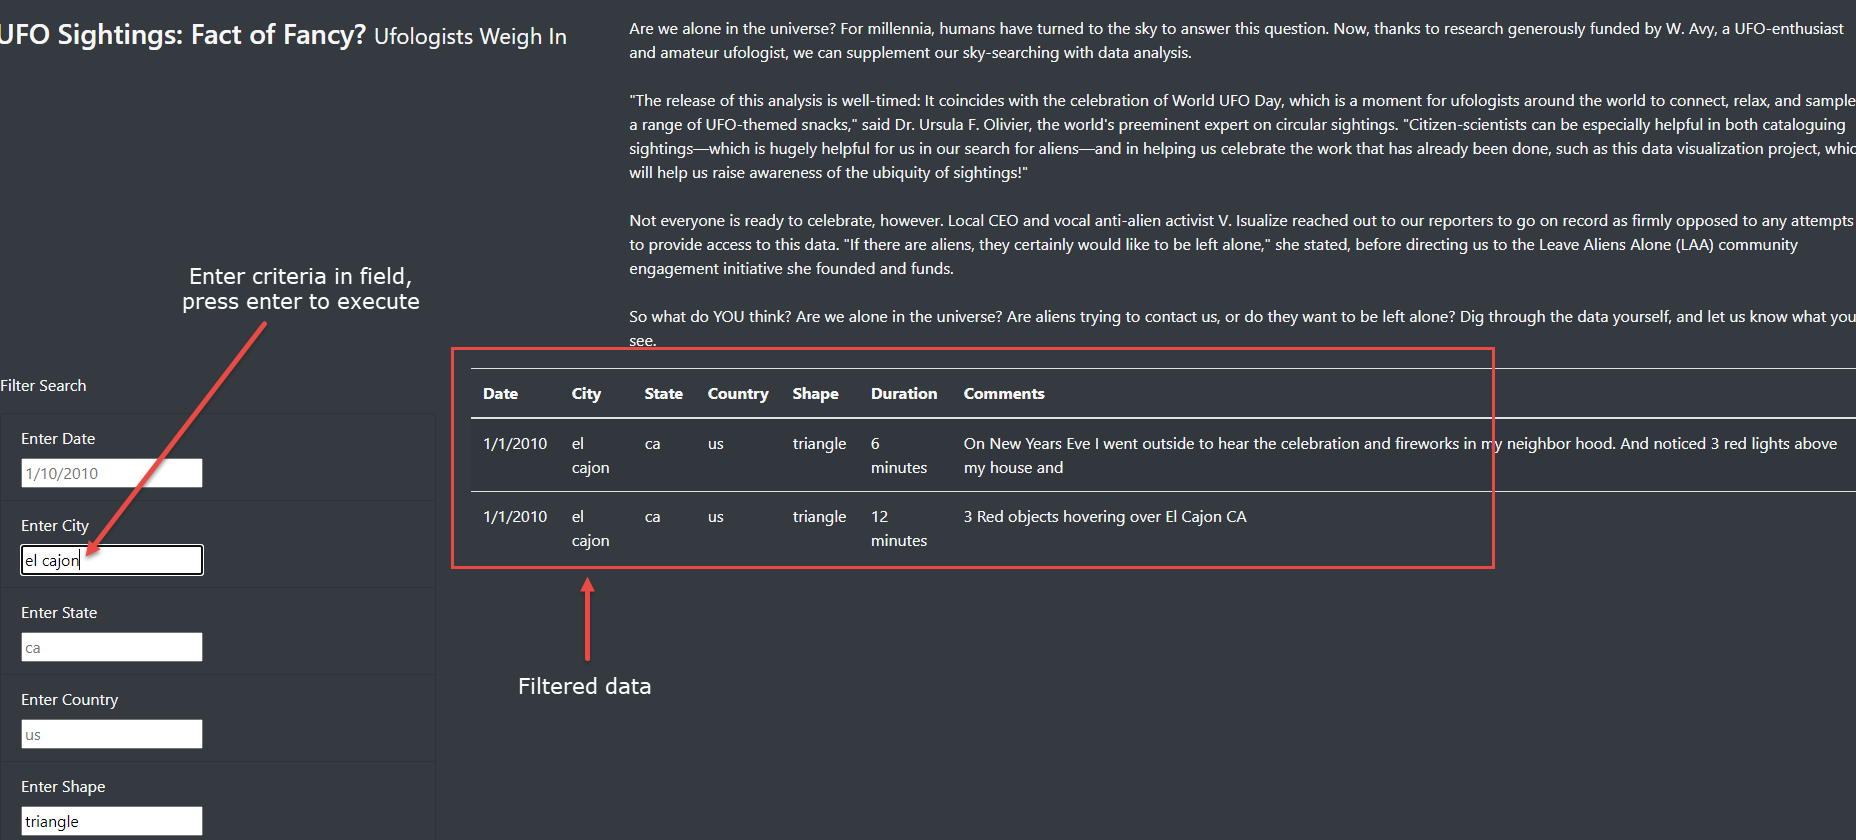 UFO Sightings: Fact of Fancy? Ufologists Weigh In
Are we alone in the universe? For millennia, humans have turned to the sky to answer this question. Now, thanks to research generously funded by W. Avy, a UFO-enthusiast
and amateur ufologist, we can supplement our sky-searching with data analysis.
"The release of this analysis is well-timed: It coincides with the celebration of World UFO Day, which is a moment for ufologists around the world to connect, relax, and sample
a range of UFO-themed snacks," said Dr. Ursula F. Olivier, the world's preeminent expert on circular sightings. "Citizen-scientists can be especially helpful in both cataloguing
sightings—which is hugely helpful for us in our search for aliens—and in helping us celebrate the work that has already been done, such as this data visualization project, whic
will help us raise awareness of the ubiquity of sightings!"
Not everyone is ready to celebrate, however. Local CEO and vocal anti-alien activist V. Isualize reached out to our reporters to go on record as firmly opposed to any attempts
to provide access to this data. "If there are aliens, they certainly would like to be left alone," she stated, before directing us to the Leave Aliens Alone (LAA) community
engagement initiative she founded and funds.
So what do YOU think? Are we alone in the universe? Are aliens trying to contact us, or do they want to be left alone? Dig through the data yourself, and let us know what you
see.
Enter criteria in field,
press enter to execute
Filter Search
Enter Date
1/10/2010
Enter City
el cajon
Enter State
ca
Enter Country
us
Enter Shape
triangle
Date City State Country Shape Duration Comments
1/1/2010 el ca us triangle 6 On New Years Eve I went outside to hear the celebration and fireworks in my neighbor hood. And noticed 3 red lights above
cajon minutes my house and
1/1/2010 el ca us triangle 12 3 Red objects hovering over El Cajon CA
cajon minutes
Filtered data